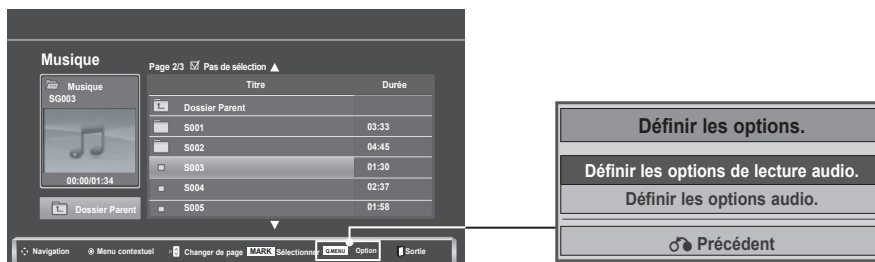 Musique
Page 2/3 Pas de sélection
Musique
SG003
00:00/01:34
Dossier Parent
Titre Durée
Dossier Parent
S001 03:33
S002 04:45
S003 01:30
S004 02:37
S005 01:58
Navigation Menu contextuel P Changer de page MARK Sélectionner Q.MENU Option Sortie
Définir les options.
Définir les options de lecture audio.
Définir les options audio.
Précédent